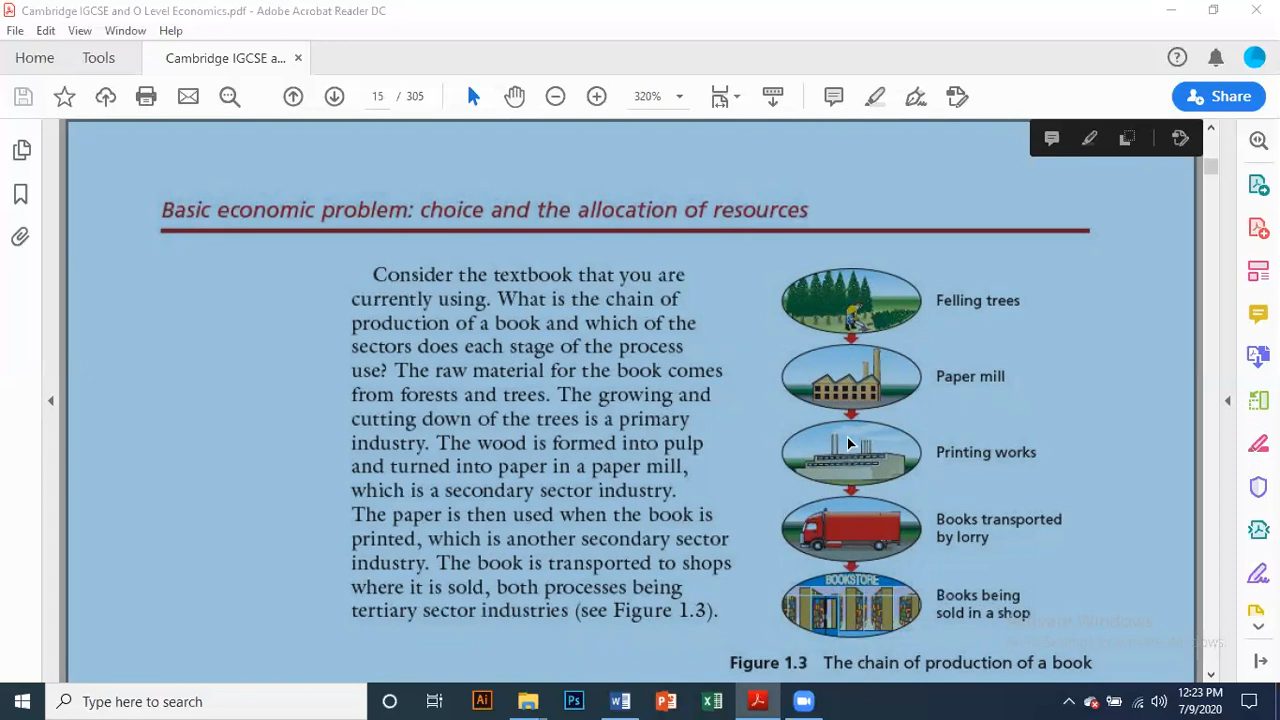 Cambridge IGCSE and O Level Economics.pdf - Adobe Acrobat Reader DC
File Edit View Window Help
Home Tools Cambridge IGCSE a... ×
15 / 305 320% Share
Basic economic problem: choice and the allocation of resources
Consider the textbook that you are
currently using. What is the chain of
production of a book and which of the
sectors does each stage of the process
use? The raw material for the book comes
from forests and trees. The growing and
cutting down of the trees is a primary
industry. The wood is formed into pulp
and turned into paper in a paper mill,
which is a secondary sector industry.
The paper is then used when the book is
printed, which is another secondary sector
industry. The book is transported to shops
where it is sold, both processes being
tertiary sector industries (see Figure 1.3).
Felling trees
Paper mill
Printing works
Books transported
by lorry
BOOKSTORE
Books being
sold in a shop
Figure 1.3 The chain of production of a book
Type here to search
Ai
Ps
12:23 PM
7/9/2020